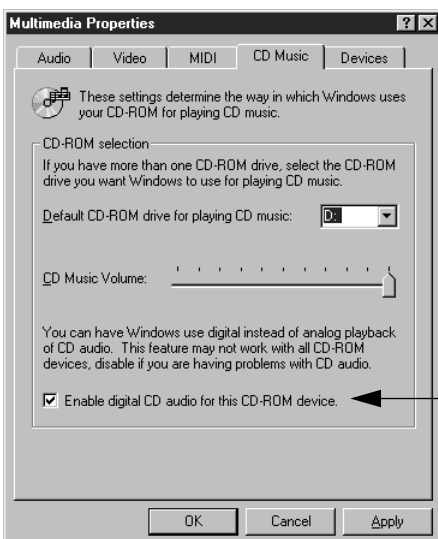 Multimedia Properties
Audio Video MIDI CD Music Devices
These settings determine the way in which Windows uses
your CD-ROM for playing CD music.
CD-ROM selection
If you have more than one CD-ROM drive, select the CD-ROM
drive you want Windows to use for playing CD music.
Default CD-ROM drive for playing CD music: D:
CD Music Volume:
You can have Windows use digital instead of analog playback
of CD audio. This feature may not work with all CD-ROM
devices, disable if you are having problems with CD audio.
Enable digital CD audio for this CD-ROM device.
OK Cancel Apply